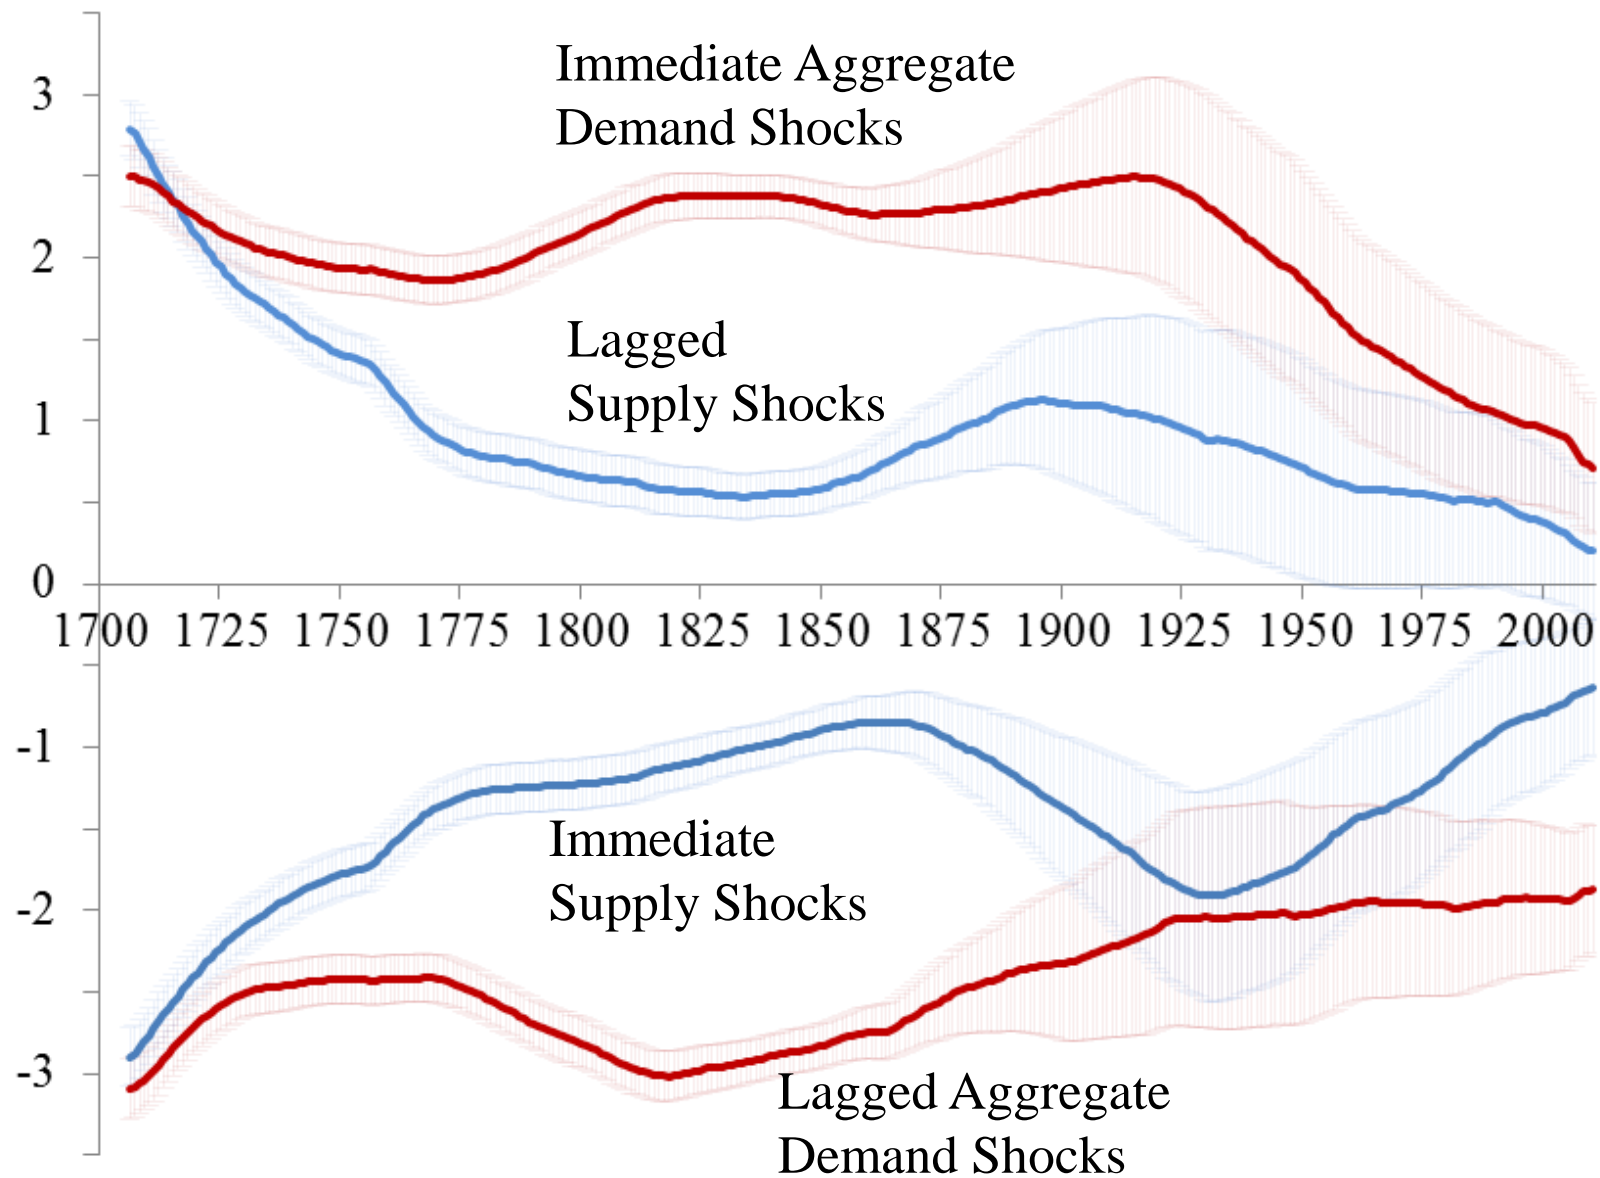 Immediate Aggregate
Demand Shocks
3
2
Lagged
Supply Shocks
1
0
1700 1725 1750 1775 1800 1825 1850 1875 1900 1925 1950 1975 2000
-1
Immediate
Supply Shocks
-2
-3
Lagged Aggregate
Demand Shocks